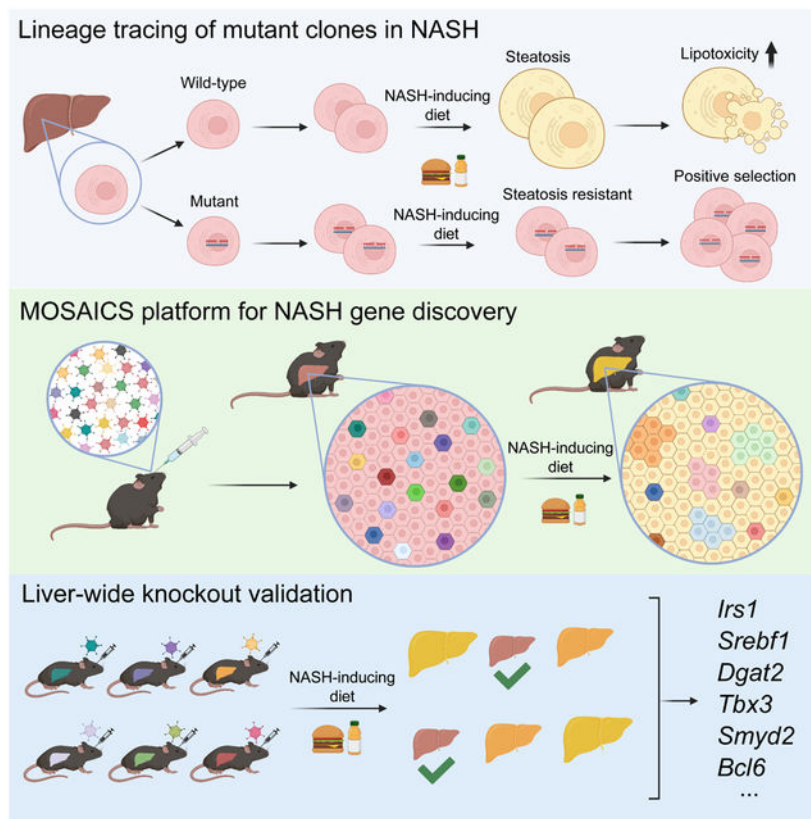 Lineage tracing of mutant clones in NASH
Wild-type
NASH-inducing
diet
Steatosis
Lipotoxicity
Mutant
NASH-inducing
diet
Steatosis resistant
Positive selection
MOSAICS platform for NASH gene discovery
NASH-inducing
diet
Liver-wide knockout validation
NASH-inducing
diet
Irs1
Srebf1
Dgat2
Tbx3
Smyd2
Bcl6
...